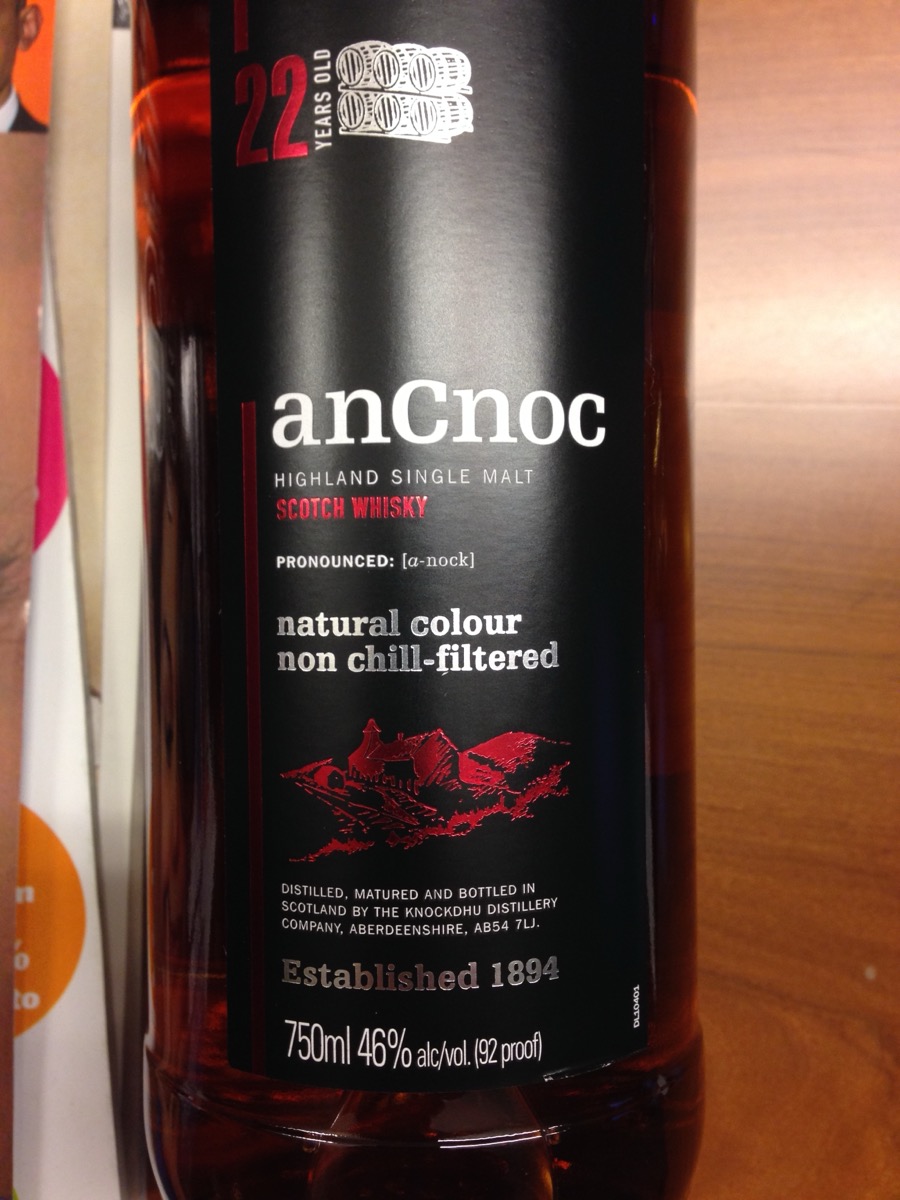 22
YEARS OLD
anCnoc
HIGHLAND SINGLE MALT
SCOTCH WHISKY
PRONOUNCED: [a-nock]
natural colour
non chill-filtered
DISTILLED, MATURED AND BOTTLED IN
SCOTLAND BY THE KNOCKDHU DISTILLERY
COMPANY, ABERDEENSHIRE, AB54 7LJ.
Established 1894
DL10401
750ml 46% alc/vol. (92 proof)